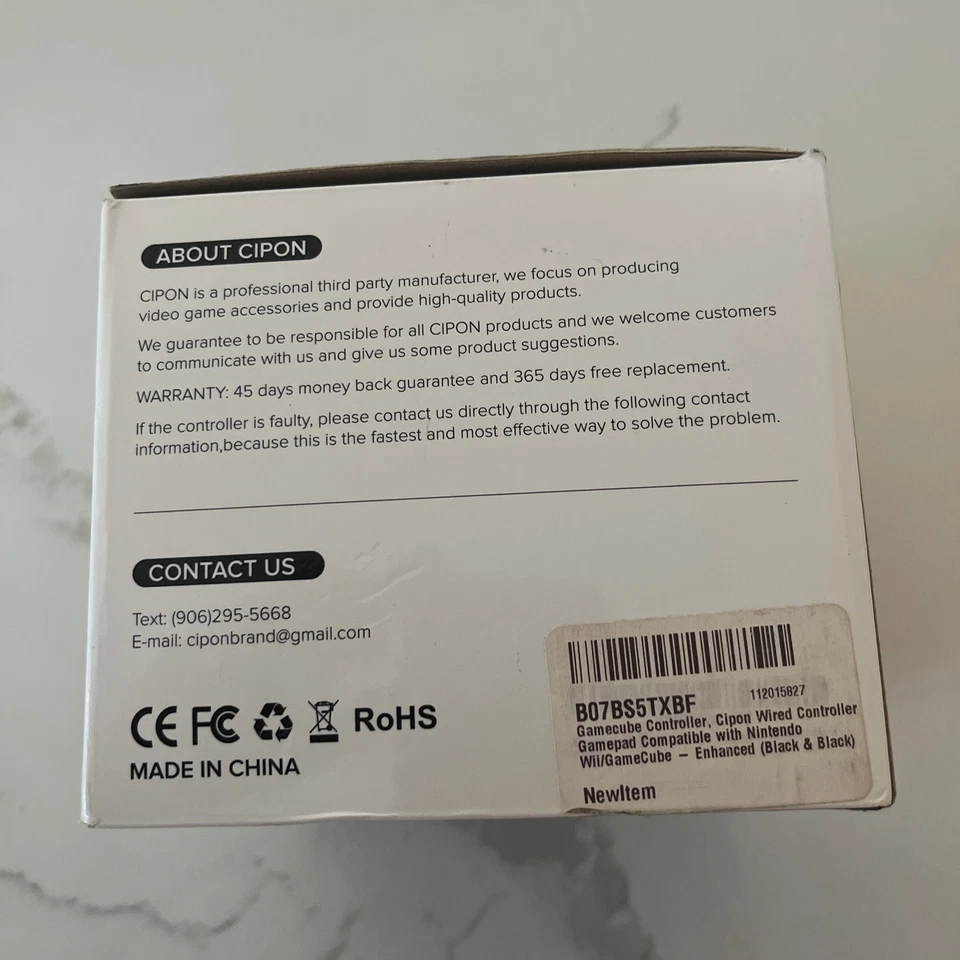 ABOUT CIPON
CIPON is a professional third party manufacturer, we focus on producing
video game accessories and provide high-quality products.
We guarantee to be responsible for all CIPON products and we welcome customers
to communicate with us and give us some product suggestions.
WARRANTY: 45 days money back guarantee and 365 days free replacement.
If the controller is faulty, please contact us directly through the following contact
information,because this is the fastest and most effective way to solve the problem.
CONTACT US
Text: (906)295-5668
E-mail: ciponbrand@gmail.com
CE FC RoHS
MADE IN CHINA
B07BS5TXBF 112015827
Gamecube Controller, Cipon Wired Controller
Gamepad Compatible with Nintendo
Wii/GameCube – Enhanced (Black & Black)
NewItem